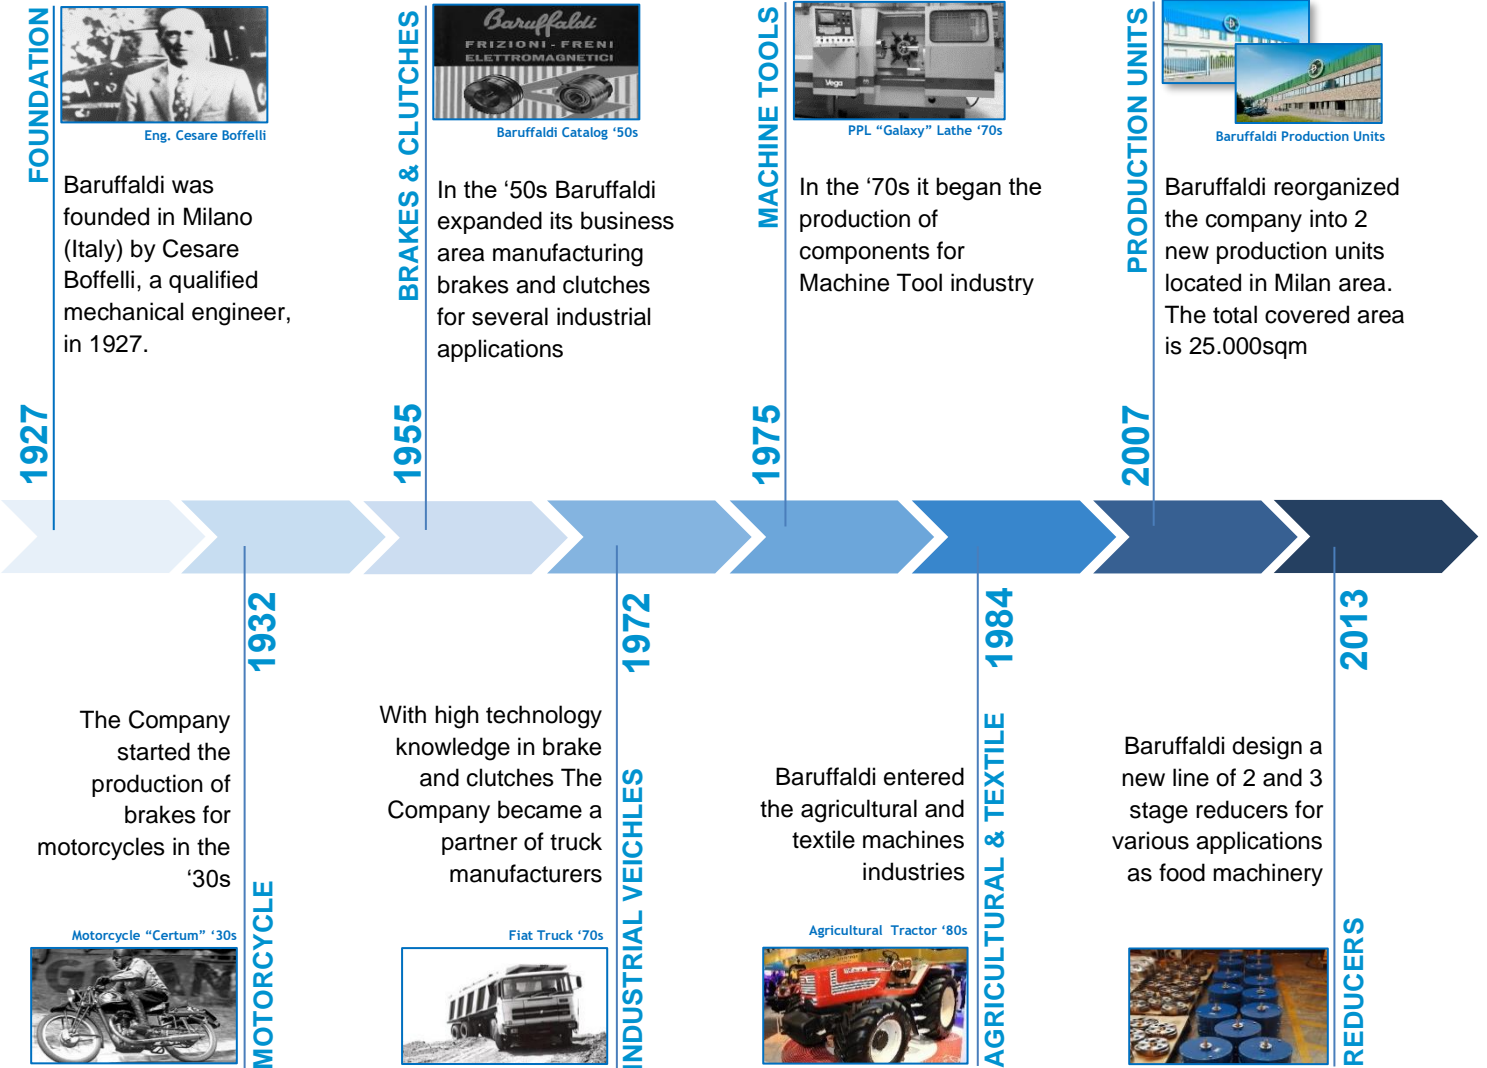 FOUNDATION
Eng. Cesare Boffelli
Baruffaldi was
founded in Milano
(Italy) by Cesare
Boffelli, a qualified
mechanical engineer,
in 1927.
1927
BRAKES & CLUTCHES
Baruffaldi
FRIZIONI - FRENI
ELETTROMAGNETICI
Baruffaldi Catalog ‘50s
In the ‘50s Baruffaldi
expanded its business
area manufacturing
brakes and clutches
for several industrial
applications
1955
MACHINE TOOLS
Vega
PPL “Galaxy” Lathe ‘70s
In the ‘70s it began the
production of
components for
Machine Tool industry
1975
PRODUCTION UNITS
Baruffaldi Production Units
Baruffaldi reorganized
the company into 2
new production units
located in Milan area.
The total covered area
is 25.000sqm
2007
1932
The Company
started the
production of
brakes for
motorcycles in the
‘30s
MOTORCYCLE
Motorcycle “Certum” ‘30s
1972
With high technology
knowledge in brake
and clutches The
Company became a
partner of truck
manufacturers
INDUSTRIAL VEICHLES
Fiat Truck ‘70s
1984
Baruffaldi entered
the agricultural and
textile machines
industries
AGRICULTURAL & TEXTILE
Agricultural Tractor ‘80s
2013
Baruffaldi design a
new line of 2 and 3
stage reducers for
various applications
as food machinery
REDUCERS